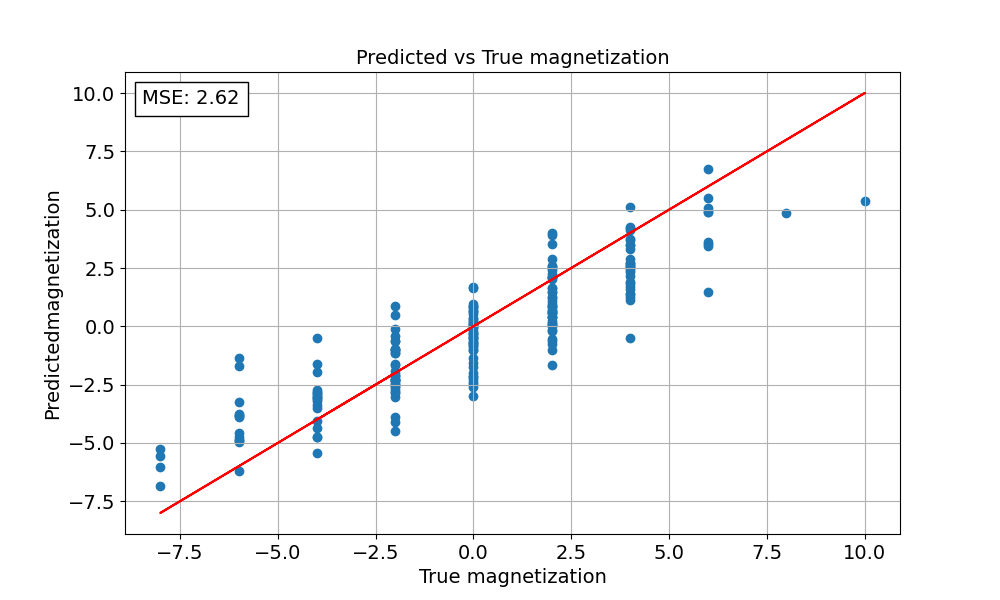 Predicted vs True magnetization
MSE: 2.62
10.0
7.5
5.0
2.5
0.0
−2.5
−5.0
−7.5
Predictedmagnetization
−7.5 −5.0 −2.5 0.0 2.5 5.0 7.5 10.0
True magnetization